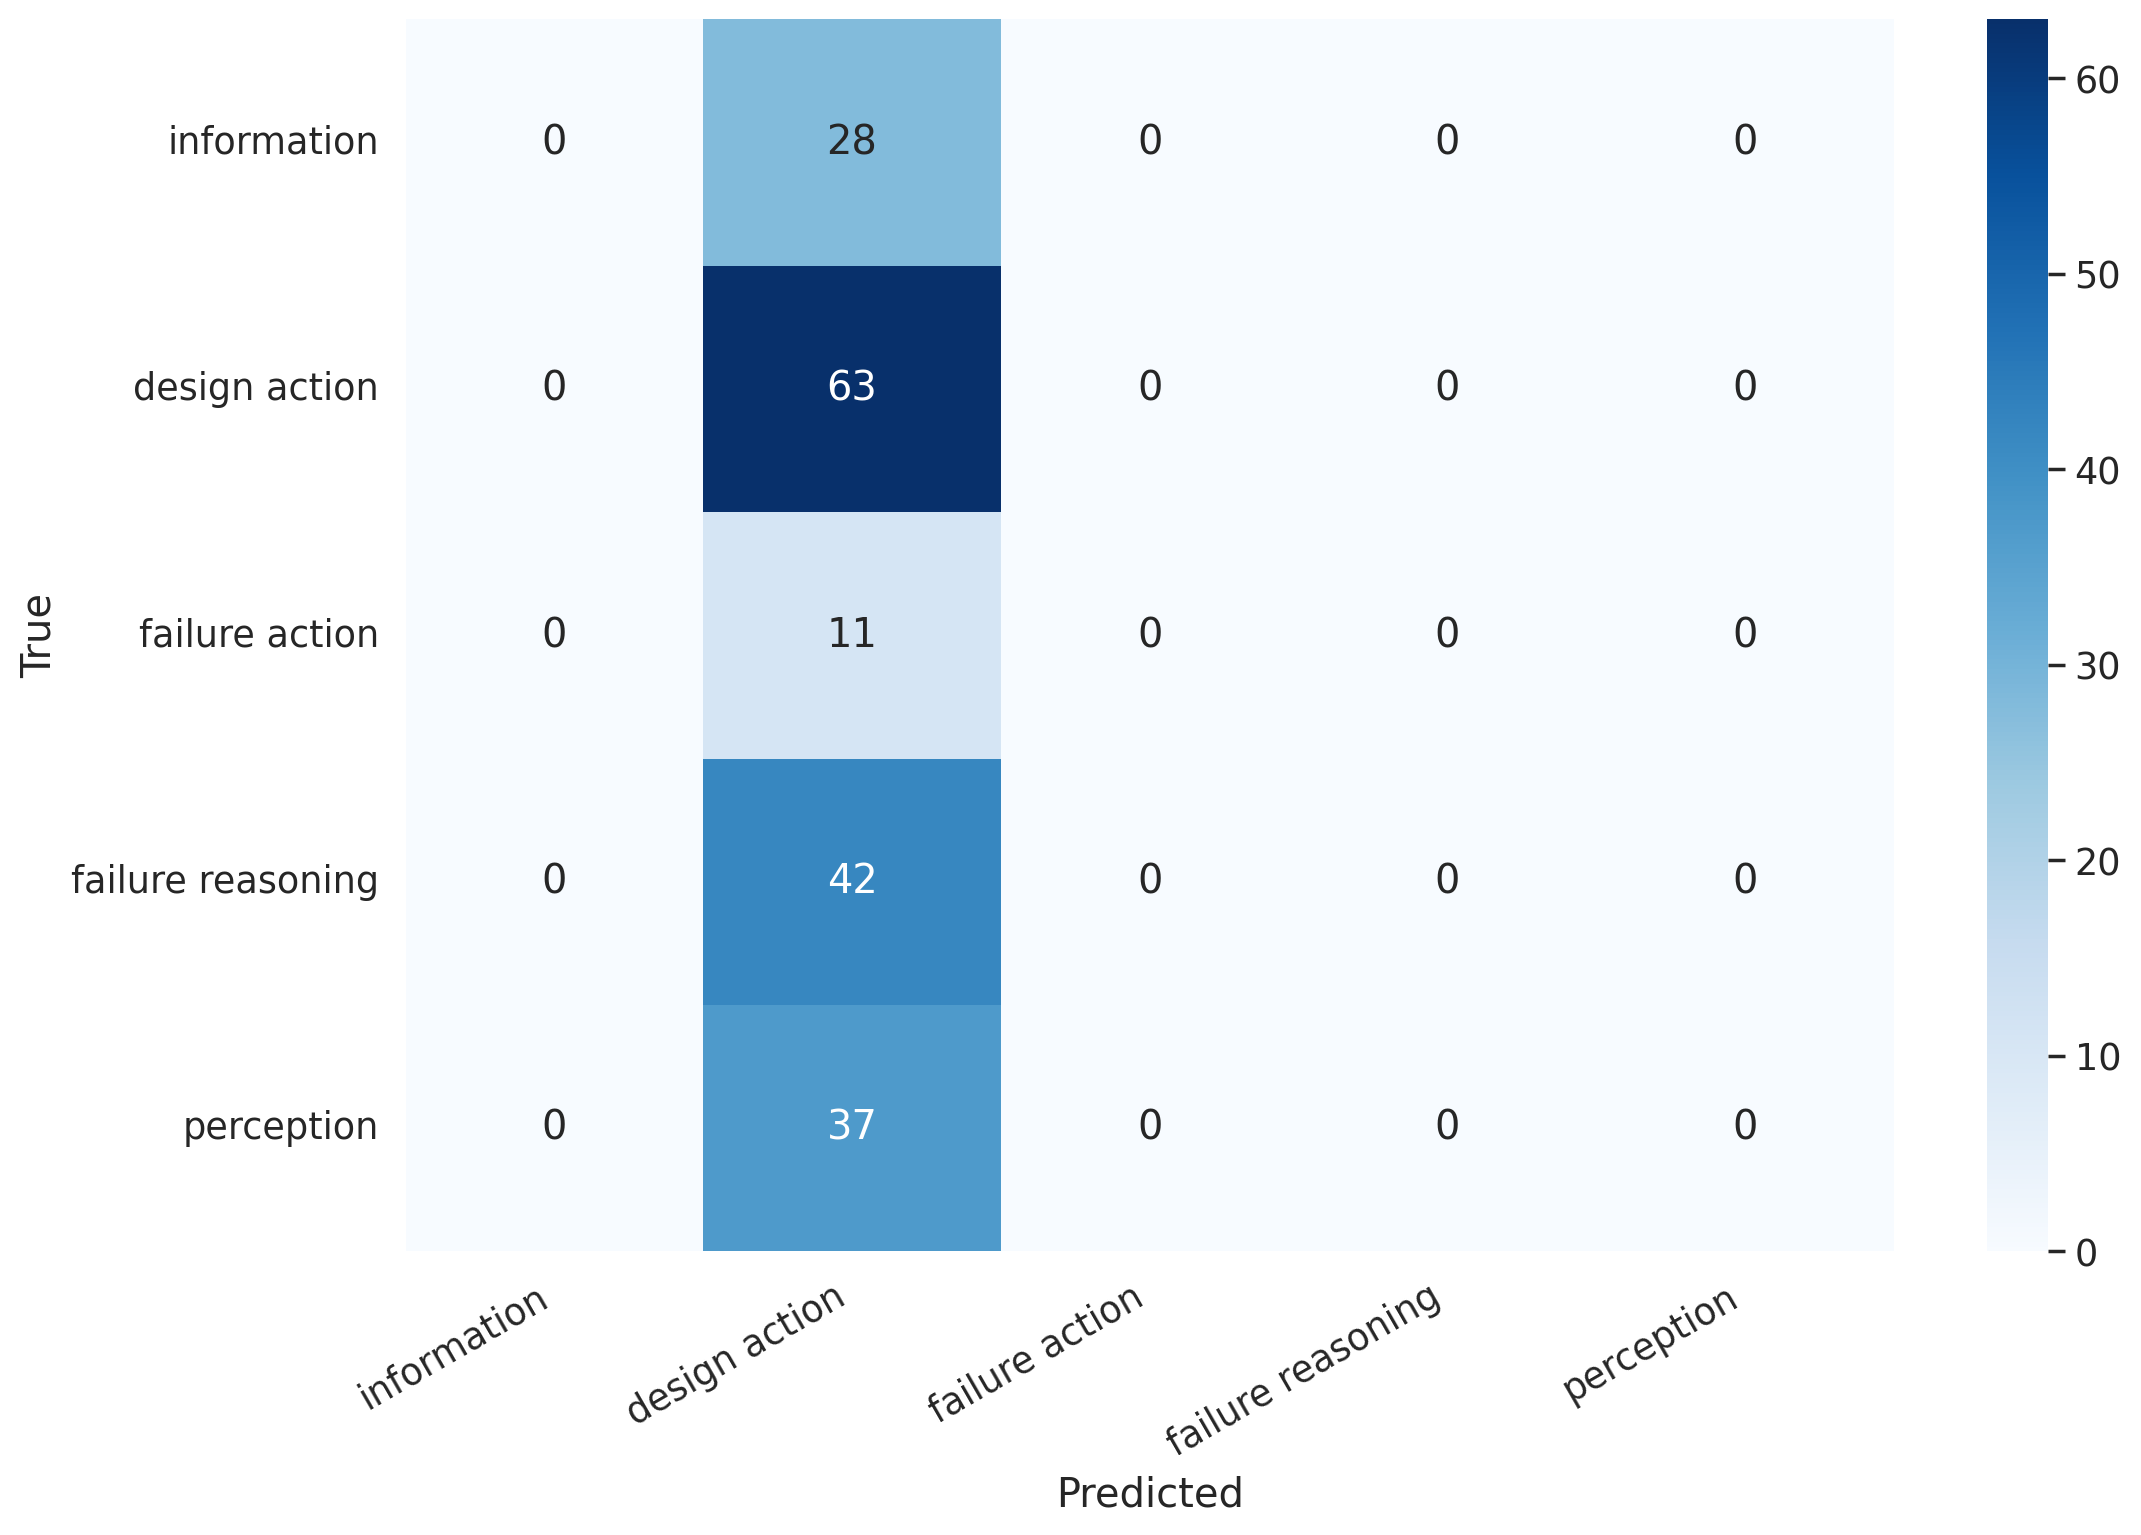 information 0 28 0 0 0
design action 0 63 0 0 0
failure action 0 11 0 0 0
failure reasoning 0 42 0 0 0
perception 0 37 0 0 0
True
information design action failure action failure reasoning perception
Predicted
60
50
40
30
20
10
0